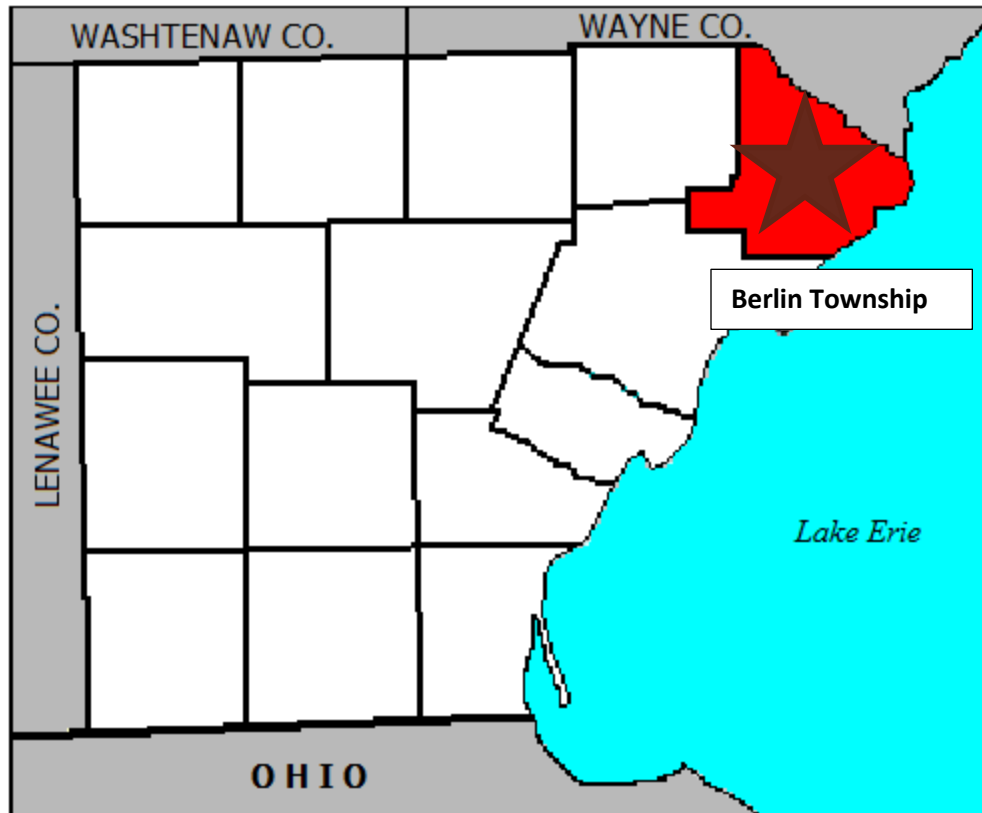 WASHTENAW CO.
WAYNE CO.
LENAWEE CO.
Berlin Township
Lake Erie
OHIO